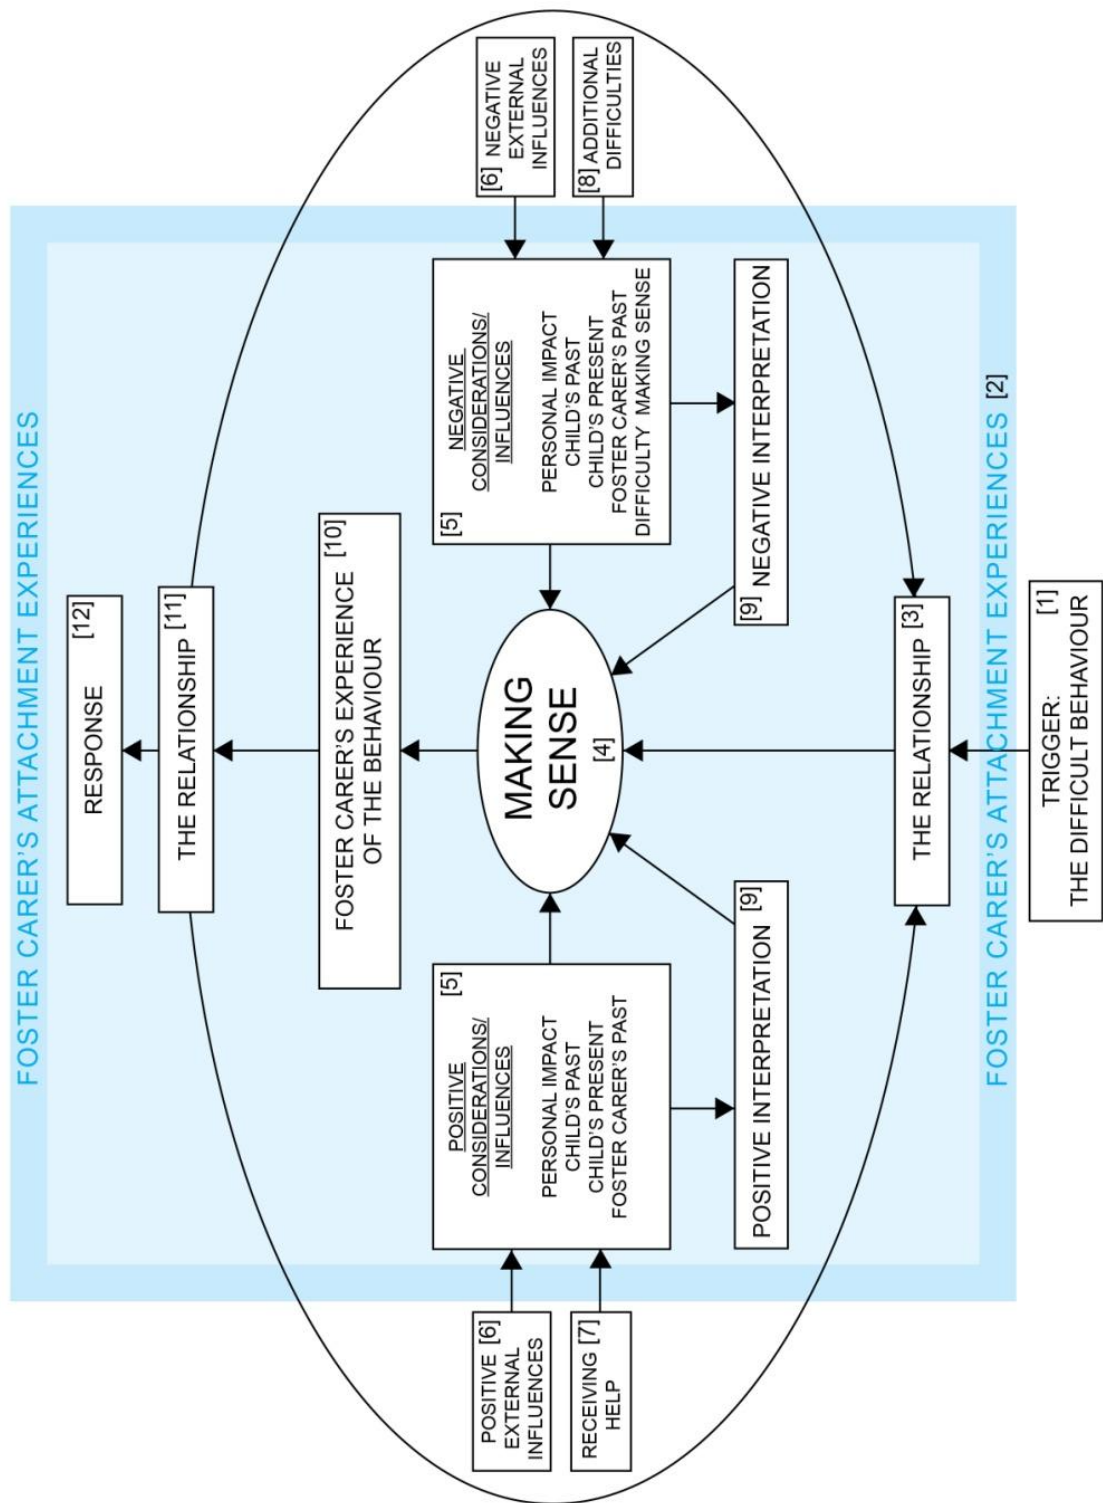 FOSTER CARER'S ATTACHMENT EXPERIENCES
RESPONSE [12]
THE RELATIONSHIP [11]
FOSTER CARER'S EXPERIENCE [10]
OF THE BEHAVIOUR
POSITIVE [6]
EXTERNAL
INFLUENCES
RECEIVING [7]
HELP
POSITIVE [5]
CONSIDERATIONS/
INFLUENCES
PERSONAL IMPACT
CHILD'S PAST
CHILD'S PRESENT
FOSTER CARER'S PAST
MAKING
SENSE
[4]
[5] NEGATIVE
CONSIDERATIONS/
INFLUENCES
PERSONAL IMPACT
CHILD'S PAST
CHILD'S PRESENT
FOSTER CARER'S PAST
DIFFICULTY MAKING SENSE
[6] NEGATIVE
EXTERNAL
INFLUENCES
[8] ADDITIONAL
DIFFICULTIES
POSITIVE INTERPRETATION [9]
[9] NEGATIVE INTERPRETATION
THE RELATIONSHIP [3]
FOSTER CARER'S ATTACHMENT EXPERIENCES [2]
TRIGGER: [1]
THE DIFFICULT BEHAVIOUR